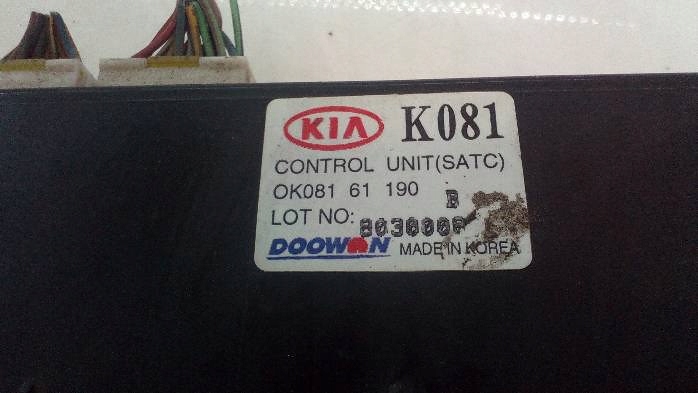 KIA K081
CONTROL UNIT(SATC)
OK081 61 190 B
LOT NO:
DOOWON MADE IN KOREA